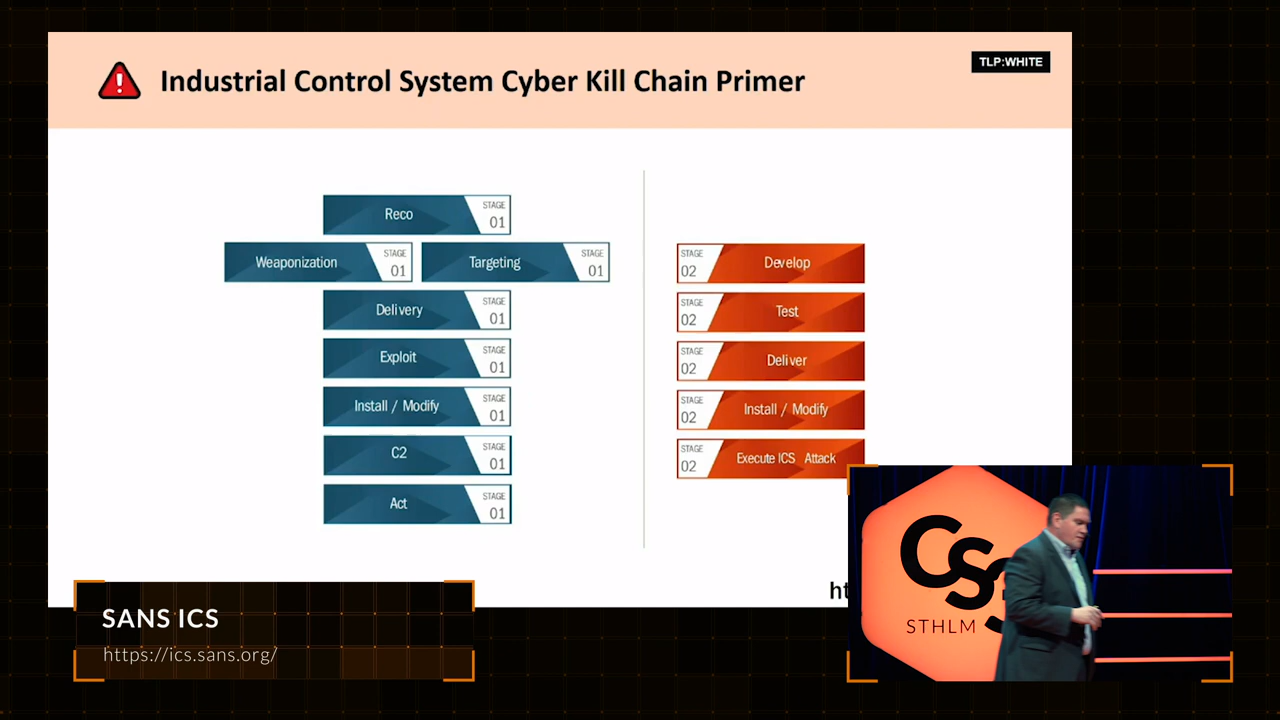 TLP:WHITE
Industrial Control System Cyber Kill Chain Primer
Reco
STAGE
01
Weaponization
STAGE
01
Targeting
STAGE
01
Delivery
STAGE
01
Exploit
STAGE
01
Install / Modify
STAGE
01
C2
STAGE
01
Act
STAGE
01
STAGE
02
Develop
STAGE
02
Test
STAGE
02
Deliver
STAGE
02
Install / Modify
STAGE
02
Execute ICS Attack
ht
SANS ICS
https://ics.sans.org/
CS3
STHLM